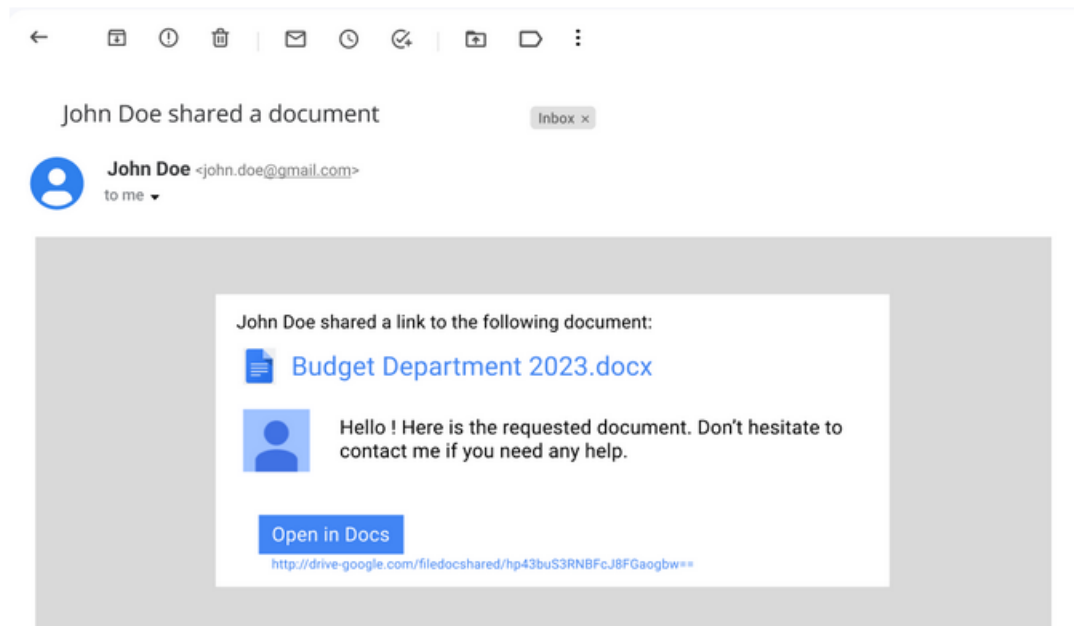 John Doe shared a document
Inbox ×
John Doe <john.doe@gmail.com>
to me
John Doe shared a link to the following document:
Budget Department 2023.docx
Hello ! Here is the requested document. Don't hesitate to
contact me if you need any help.
Open in Docs
http://drive-google.com/filedocshared/hp43buS3RNBFcJ8FGaogbw==